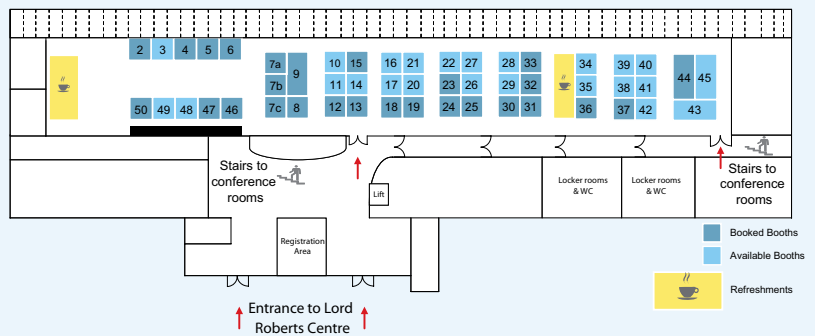 2 3 4 5 6
7a 9 10 15 16 21 22 27 28 33 34 39 40 44 45
7b 11 14 17 20 23 26 29 32 35 38 41
7c 8 12 13 18 19 24 25 30 31 36 37 42 43
50 49 48 47 46
Stairs to
conference
rooms
Lift
Locker rooms
& WC
Locker rooms
& WC
Stairs to
conference
rooms
Registration
Area
Booked Booths
Available Booths
Refreshments
Entrance to Lord
Roberts Centre